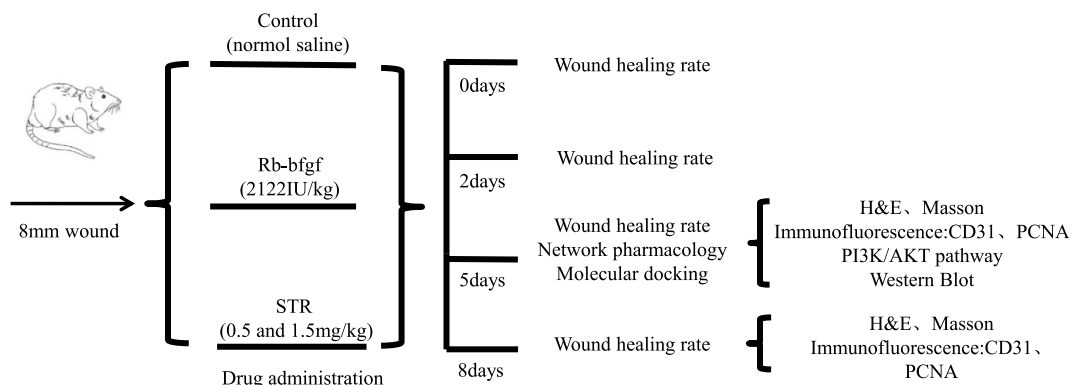 Control
(normol saline)
8mm wound
Rb-bfgf
(2122IU/kg)
STR
(0.5 and 1.5mg/kg)
Drug administration
0days
Wound healing rate
2days
Wound healing rate
5days
Wound healing rate
Network pharmacology
Molecular docking
H&E、Masson
Immunofluorescence:CD31、PCNA
PI3K/AKT pathway
Western Blot
8days
Wound healing rate
H&E、Masson
Immunofluorescence:CD31、
PCNA